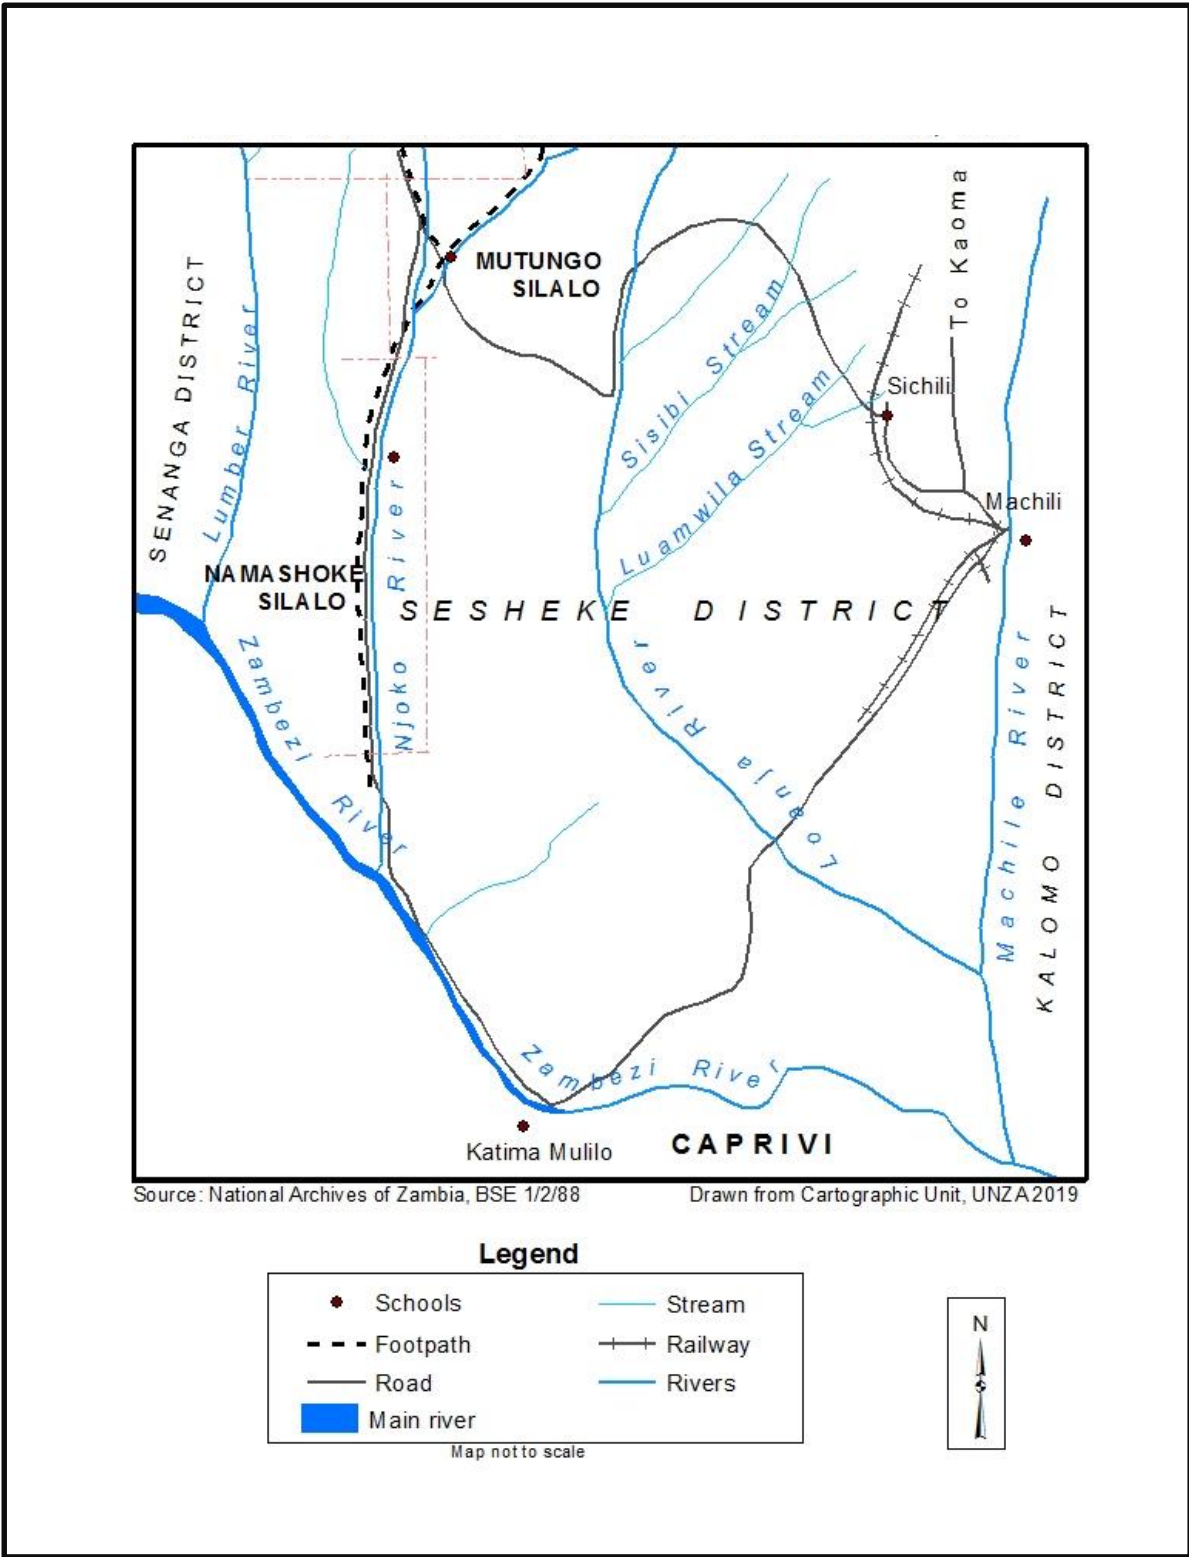 To Kaoma
MUTUNGO
SILALO
SENANGA DISTRICT
Lumber River
Sisibi Stream
Sichili
Luamwila Stream
Machili
NAMASHOKE
SILALO
SESHEKE DISTRICT
Njoko River
Zambezi River
Loanja River
Machile River
KALOMO DISTRICT
Zambezi River
CAPRIVI
Katima Mulilo
Source: National Archives of Zambia, BSE 1/2/88
Drawn from Cartographic Unit, UNZA 2019
Legend
Schools
Stream
Footpath
Railway
Road
Rivers
Main river
Map not to scale
N